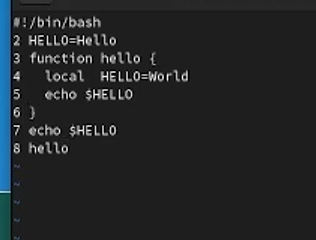 #!/bin/bash
2 HELLO=Hello
3 function hello {
4   local  HELLO=World
5   echo $HELLO
6 }
7 echo $HELLO
8 hello
~
~
~
~
~